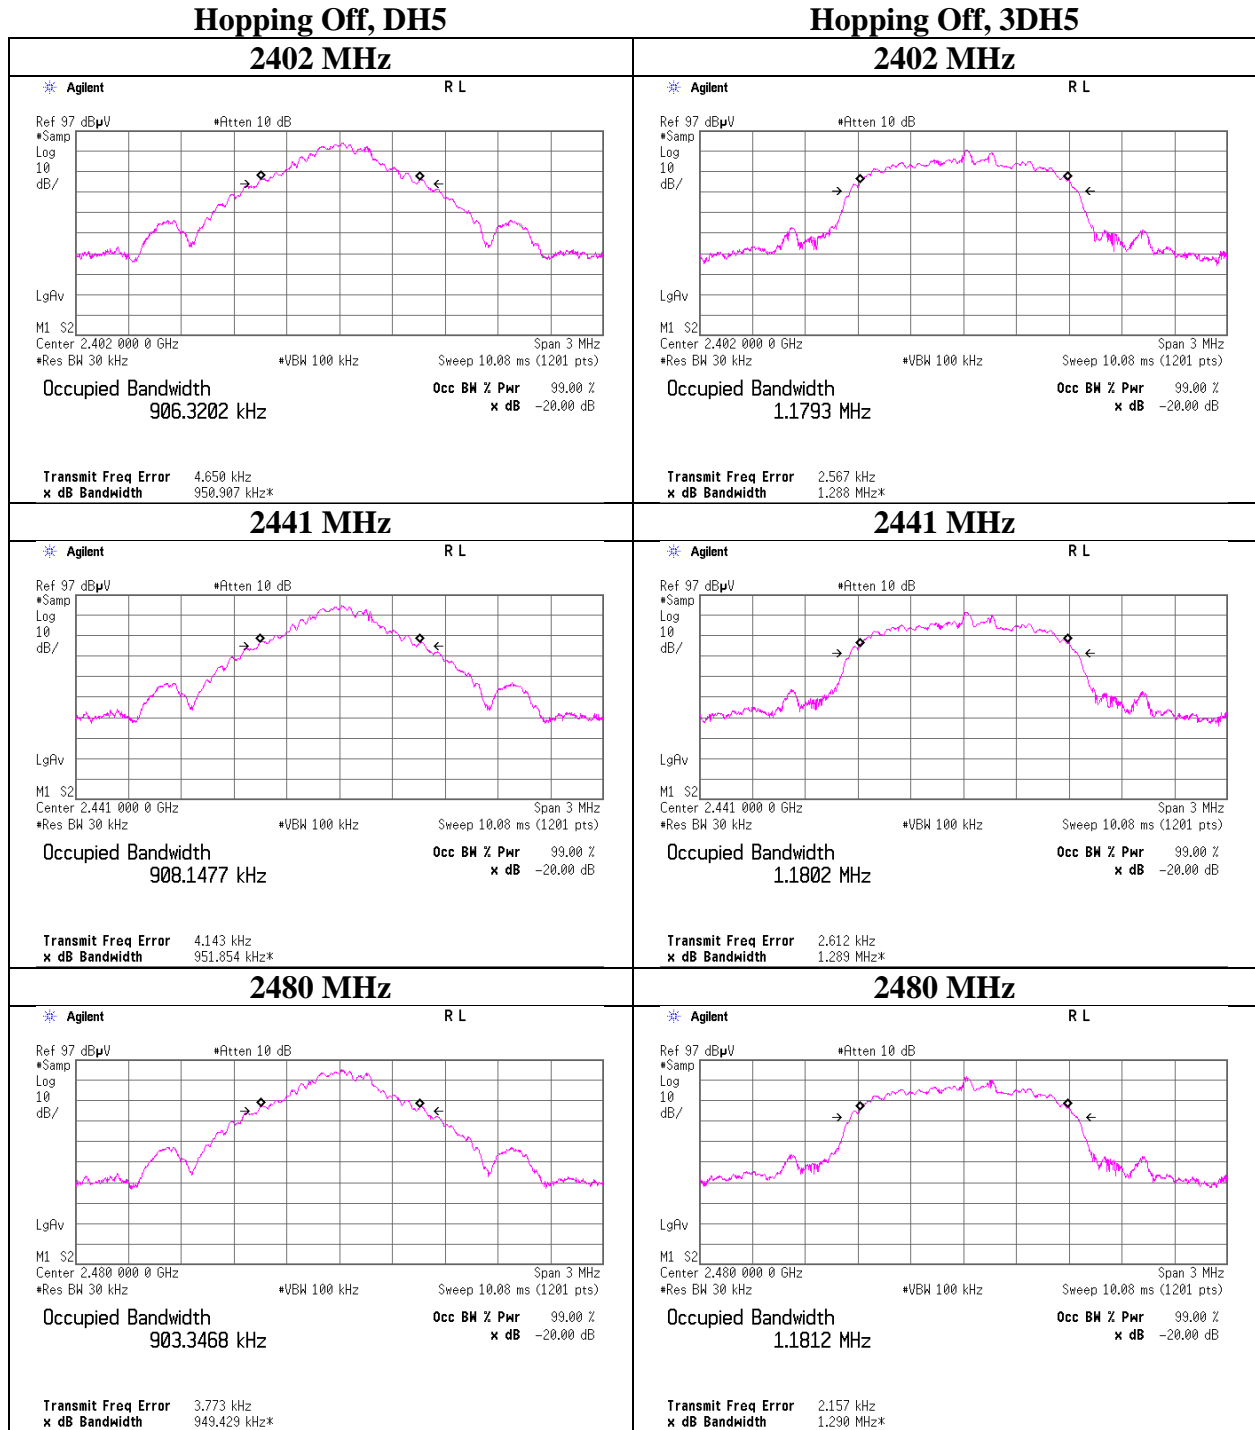 Hopping Off, DH5
Hopping Off, 3DH5
2402 MHz
2402 MHz
Agilent
R L
Ref 97 dBµV
#Atten 10 dB
#Samp
Log
10
dB/
LgAv
M1 S2
Center 2.402 000 0 GHz
Span 3 MHz
#Res BW 30 kHz
#VBW 100 kHz
Sweep 10.08 ms (1201 pts)
Occupied Bandwidth
906.3202 kHz
Occ BW % Pwr 99.00 %
x dB -20.00 dB
Transmit Freq Error 4.650 kHz
x dB Bandwidth 950.907 kHz*
Agilent
R L
Ref 97 dBµV
#Atten 10 dB
#Samp
Log
10
dB/
LgAv
M1 S2
Center 2.402 000 0 GHz
Span 3 MHz
#Res BW 30 kHz
#VBW 100 kHz
Sweep 10.08 ms (1201 pts)
Occupied Bandwidth
1.1793 MHz
Occ BW % Pwr 99.00 %
x dB -20.00 dB
Transmit Freq Error 2.567 kHz
x dB Bandwidth 1.288 MHz*
2441 MHz
2441 MHz
Agilent
R L
Ref 97 dBµV
#Atten 10 dB
#Samp
Log
10
dB/
LgAv
M1 S2
Center 2.441 000 0 GHz
Span 3 MHz
#Res BW 30 kHz
#VBW 100 kHz
Sweep 10.08 ms (1201 pts)
Occupied Bandwidth
908.1477 kHz
Occ BW % Pwr 99.00 %
x dB -20.00 dB
Transmit Freq Error 4.143 kHz
x dB Bandwidth 951.854 kHz*
Agilent
R L
Ref 97 dBµV
#Atten 10 dB
#Samp
Log
10
dB/
LgAv
M1 S2
Center 2.441 000 0 GHz
Span 3 MHz
#Res BW 30 kHz
#VBW 100 kHz
Sweep 10.08 ms (1201 pts)
Occupied Bandwidth
1.1802 MHz
Occ BW % Pwr 99.00 %
x dB -20.00 dB
Transmit Freq Error 2.612 kHz
x dB Bandwidth 1.289 MHz*
2480 MHz
2480 MHz
Agilent
R L
Ref 97 dBµV
#Atten 10 dB
#Samp
Log
10
dB/
LgAv
M1 S2
Center 2.480 000 0 GHz
Span 3 MHz
#Res BW 30 kHz
#VBW 100 kHz
Sweep 10.08 ms (1201 pts)
Occupied Bandwidth
903.3468 kHz
Occ BW % Pwr 99.00 %
x dB -20.00 dB
Transmit Freq Error 3.773 kHz
x dB Bandwidth 949.429 kHz*
Agilent
R L
Ref 97 dBµV
#Atten 10 dB
#Samp
Log
10
dB/
LgAv
M1 S2
Center 2.480 000 0 GHz
Span 3 MHz
#Res BW 30 kHz
#VBW 100 kHz
Sweep 10.08 ms (1201 pts)
Occupied Bandwidth
1.1812 MHz
Occ BW % Pwr 99.00 %
x dB -20.00 dB
Transmit Freq Error 2.157 kHz
x dB Bandwidth 1.290 MHz*